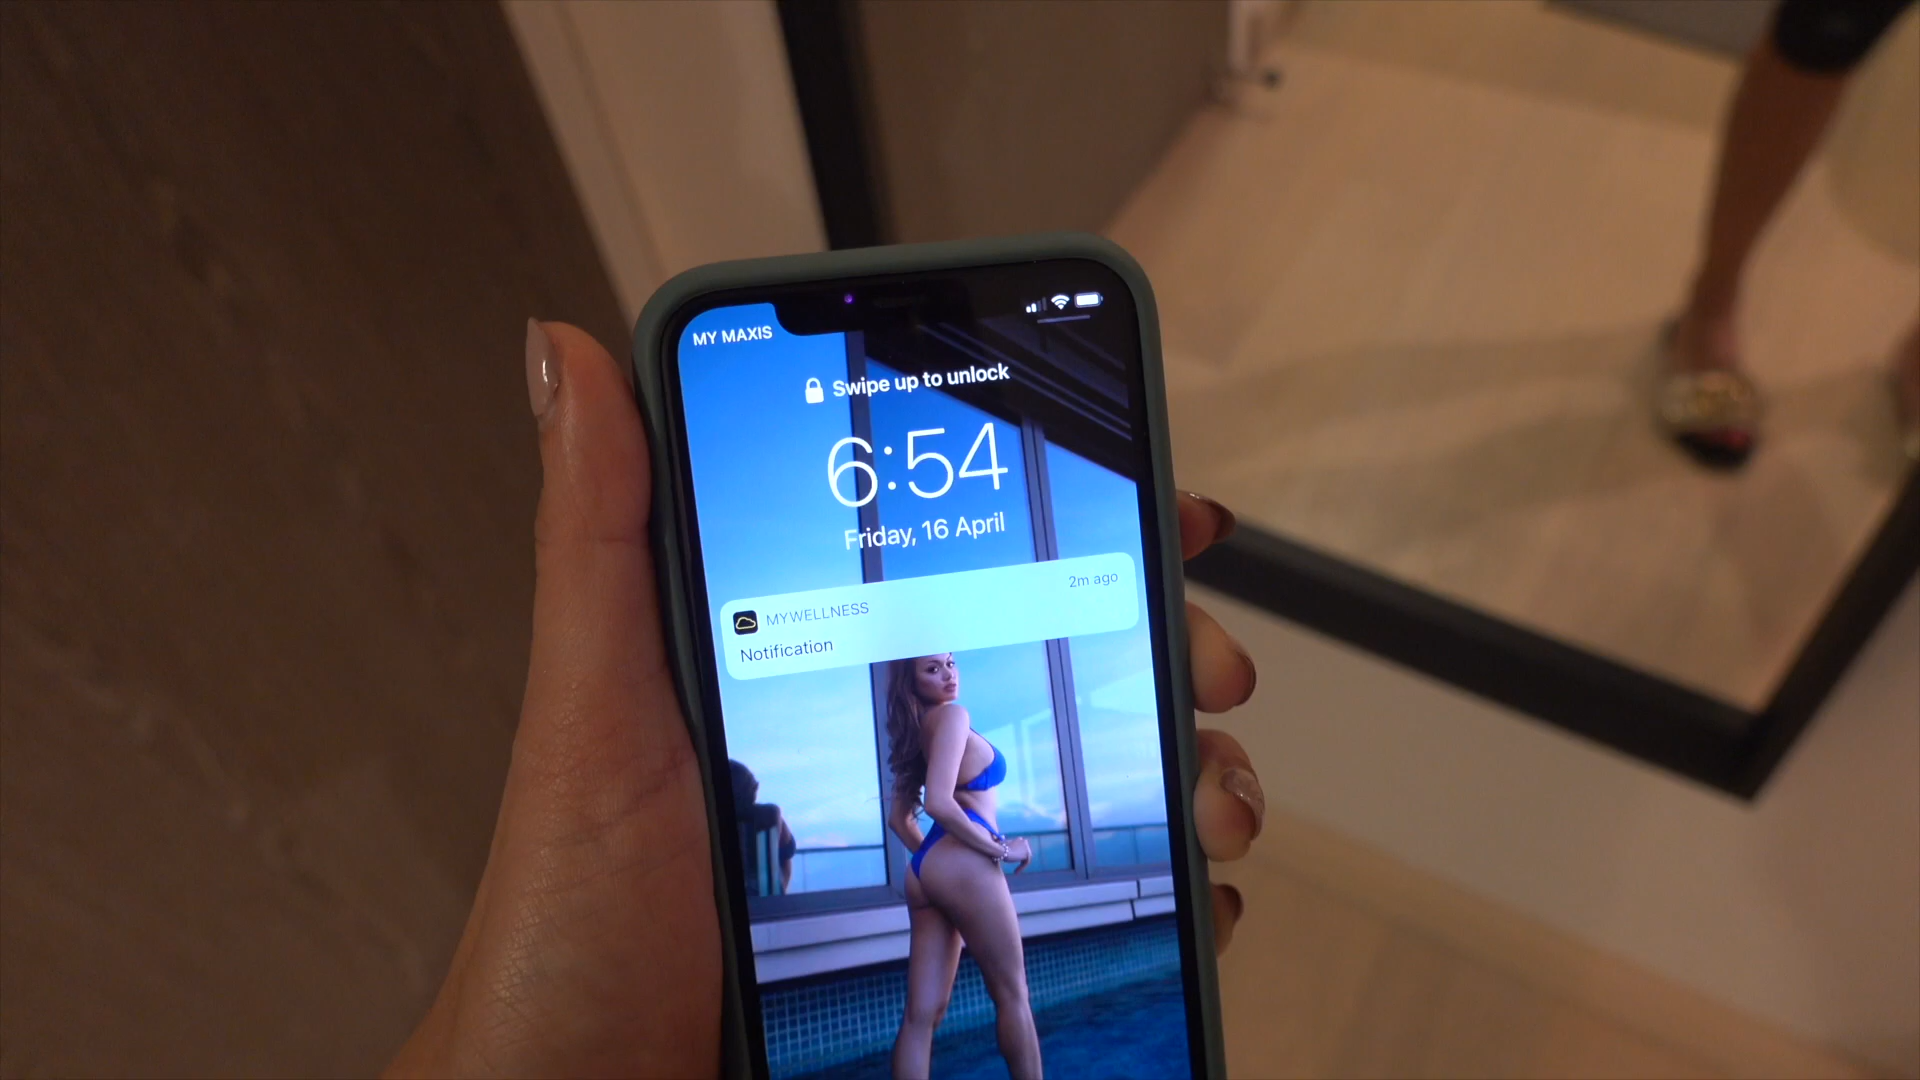 MY MAXIS
Swipe up to unlock
6:54
Friday, 16 April
MYWELLNESS
2m ago
Notification